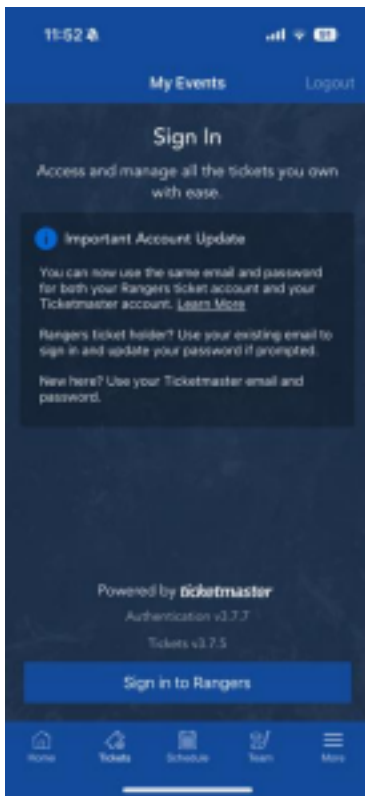 11:52
91
My Events
Logout
Sign In
Access and manage all the tickets you own
with ease.
Important Account Update
You can now use the same email and password
for both your Rangers ticket account and your
Ticketmaster account. Learn More
Rangers ticket holder? Use your existing email to
sign in and update your password if prompted.
New here? Use your Ticketmaster email and
password.
Powered by ticketmaster
Authentication v3.7.7
Tickets v3.7.5
Sign in to Rangers
Home Tickets Schedule Team More